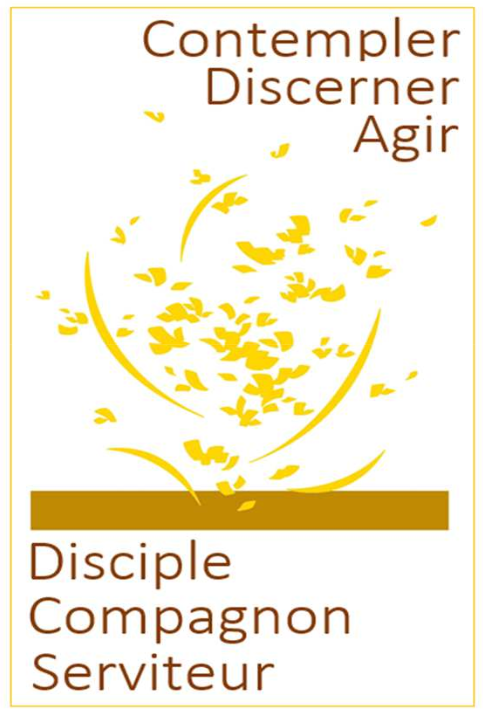 Contempler
Discerner
Agir
Disciple
Compagnon
Serviteur